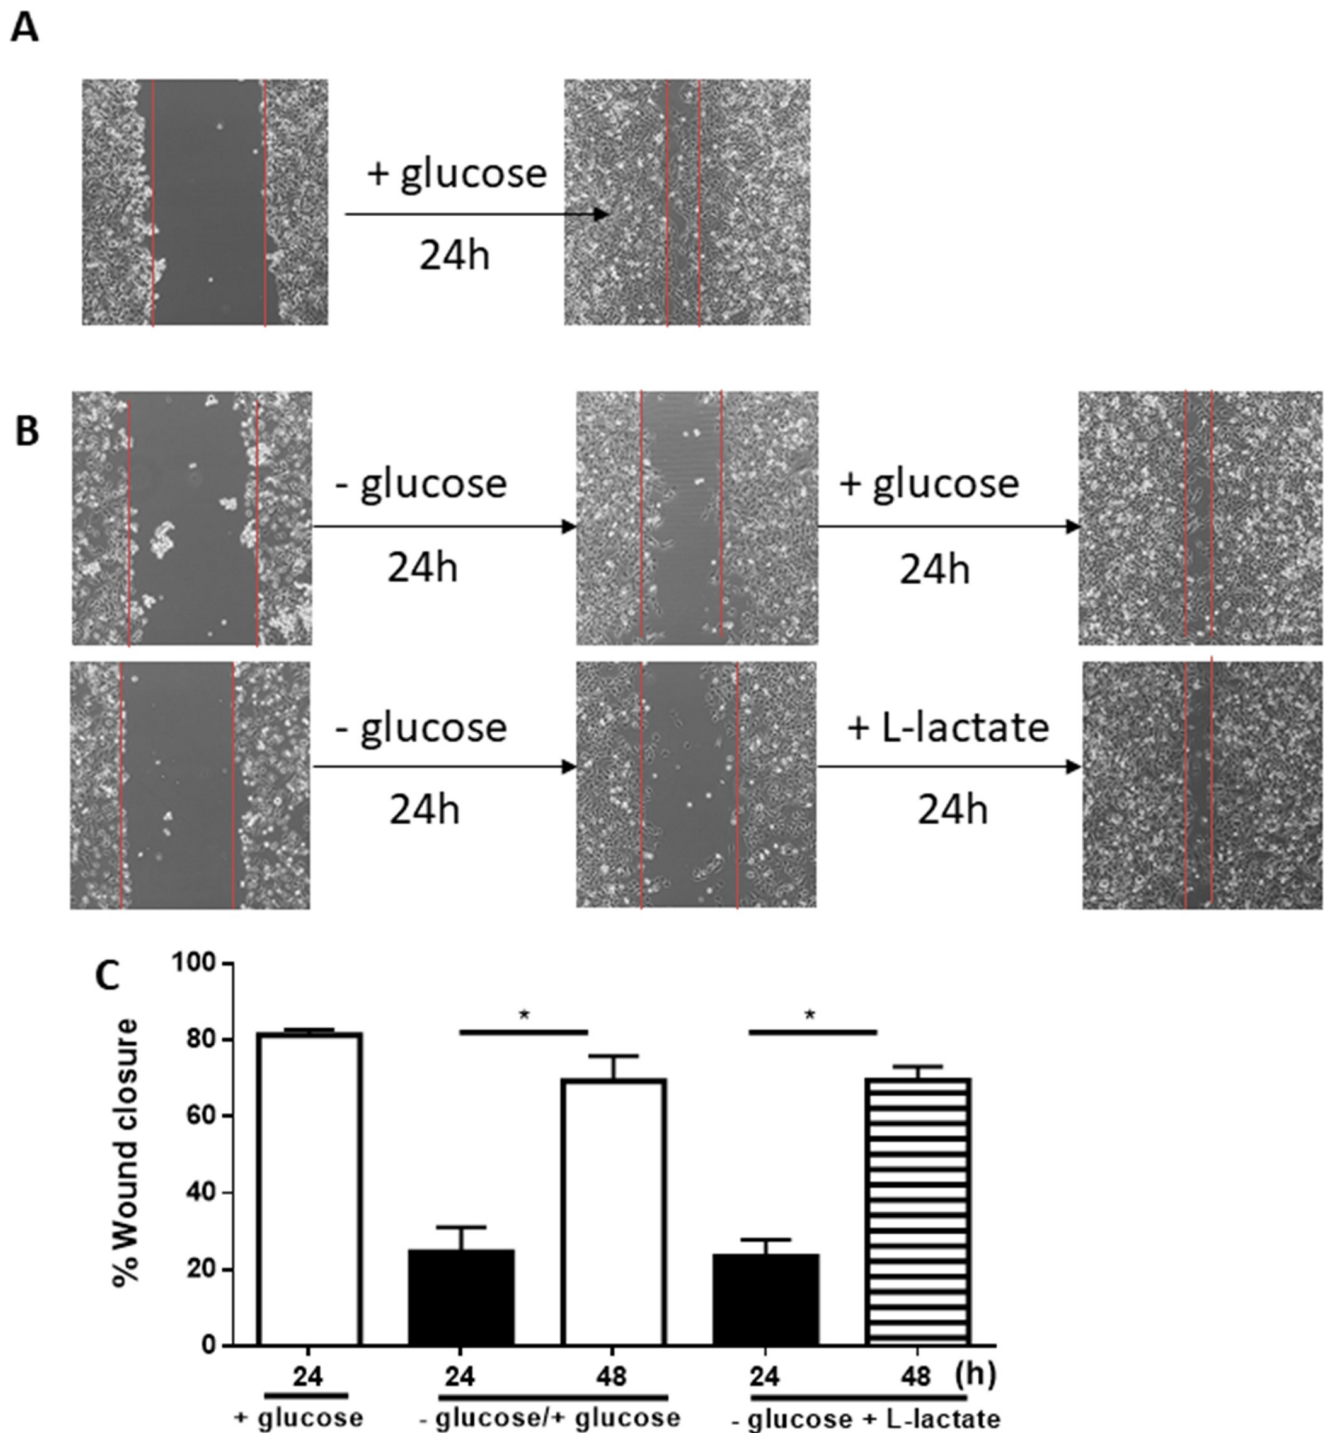 A
+ glucose
24h
B
- glucose
24h
+ glucose
24h
- glucose
24h
+ L-lactate
24h
C
% Wound closure
100
80
60
40
20
0
*
*
24 24 48 24 48 (h)
+ glucose - glucose/+ glucose - glucose + L-lactate